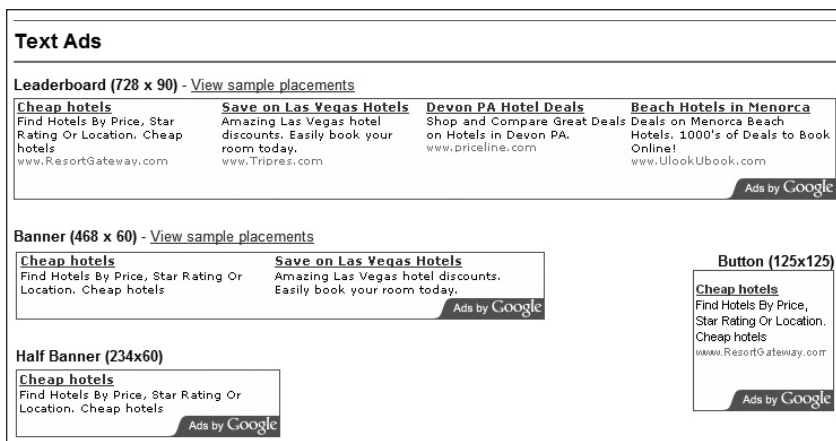 Text Ads
Leaderboard (728 x 90) - View sample placements
Cheap hotels
Find Hotels By Price, Star
Rating Or Location. Cheap
hotels
www.ResortGateway.com
Save on Las Vegas Hotels
Amazing Las Vegas hotel
discounts. Easily book your
room today.
www.Tripres.com
Devon PA Hotel Deals
Shop and Compare Great Deals
on Hotels in Devon PA.
www.priceline.com
Beach Hotels in Menorca
Deals on Menorca Beach
Hotels. 1000's of Deals to Book
Online!
www.UlookUbook.com
Ads by Google
Banner (468 x 60) - View sample placements
Cheap hotels
Find Hotels By Price, Star Rating Or
Location. Cheap hotels
Save on Las Vegas Hotels
Amazing Las Vegas hotel discounts.
Easily book your room today.
Ads by Google
Button (125x125)
Cheap hotels
Find Hotels By Price,
Star Rating Or Location.
Cheap hotels
www.ResortGateway.com
Ads by Google
Half Banner (234x60)
Cheap hotels
Find Hotels By Price, Star Rating Or
Location. Cheap hotels
Ads by Google